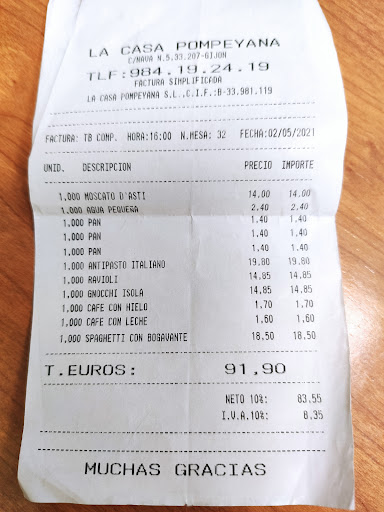 LA CASA POMPEYANA
C/NAVA N.5.33.207-GIJON
TLF:984.19.24.19
FACTURA SIMPLIFICADA
LA CASA POMPEYANA S.L.,C.I.F.:B-33.981.119
FACTURA: T8 COMP. HORA:16:00 N.MESA: 32 FECHA:02/05/2021
UNID. DESCRIPCION PRECIO IMPORTE
1,000 MOSCATO D'ASTI 14.00 14.00
1,000 AGUA PEQUEÑA 2.40 2.40
1,000 PAN 1.40 1.40
1,000 PAN 1.40 1.40
1,000 PAN 1.40 1.40
1,000 ANTIPOSTO ITALIANO 19.80 19.80
1,000 RAVIOLI 14.85 14.85
1,000 GNOCCHI ISOLA 14.85 14.85
1,000 CAFE CON HIELO 1.70 1.70
1,000 CAFE CON LECHE 1.60 1.60
1,000 SPAGHETTI CON BOGAVANTE 18.50 18.50
T.EUROS: 91,90
NETO 10%: 83.55
I.V.A.10%: 8.35
MUCHAS GRACIAS